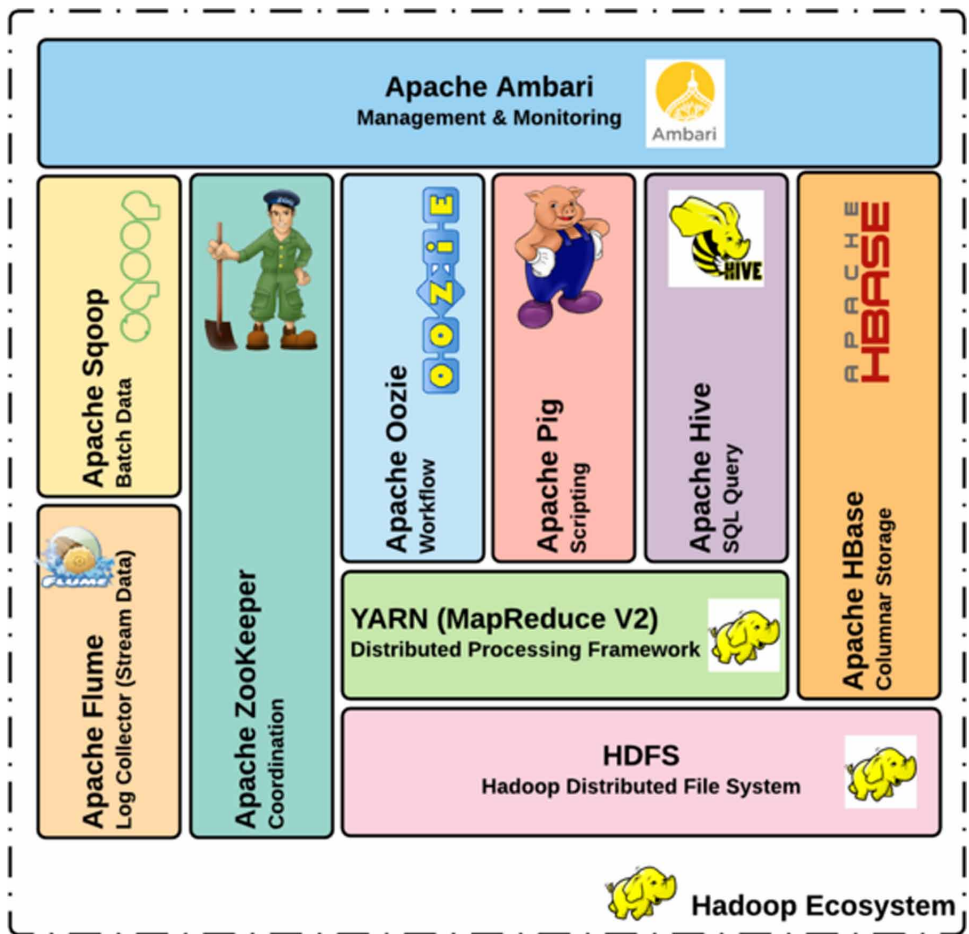 Apache Ambari
Management & Monitoring
Ambari
Apache Sqoop
Batch Data
sqoop
Apache Flume
Log Collector (Stream Data)
FLUME
Apache ZooKeeper
Coordination
Apache Oozie
Workflow
OOZiE
Apache Pig
Scripting
Apache Hive
SQL Query
HIVE
APACHE
HBASE
Apache HBase
Columnar Storage
YARN (MapReduce V2)
Distributed Processing Framework
HDFS
Hadoop Distributed File System
Hadoop Ecosystem